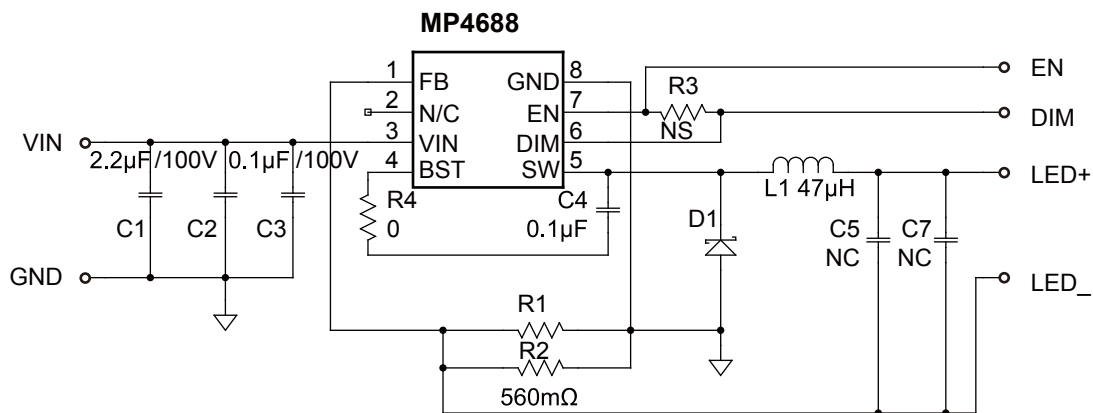 MP4688
1 FB GND 8
2 N/C EN 7
3 VIN DIM 6
4 BST SW 5
EN
R3
NS
DIM
VIN
2.2µF /100V 0.1µF /100V
C1 C2 C3
GND
R4
0
C4
0.1µF
D1
L1 47µH
LED+
C5
NC
C7
NC
LED_
R1
R2
560mΩ